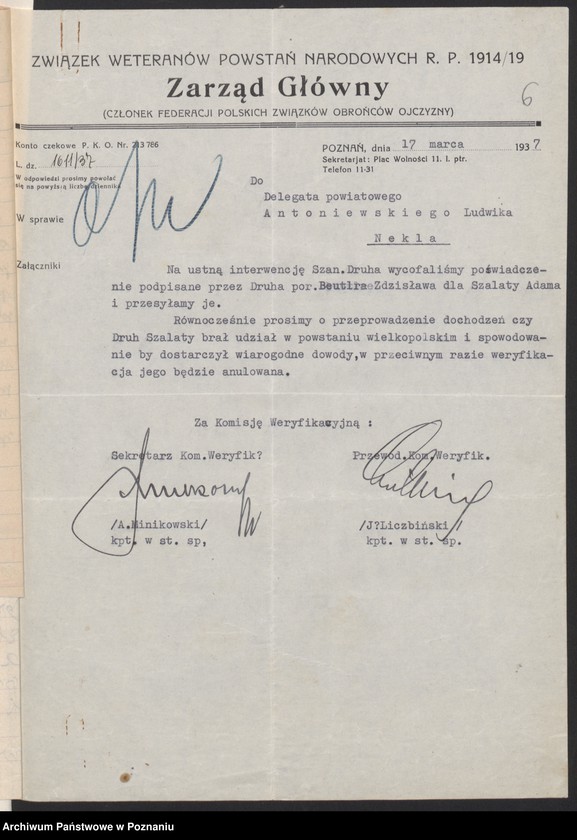 ZWIĄZEK WETERANÓW POWSTAŃ NARODOWYCH R. P. 1914/19
Zarząd Główny
(CZŁONEK FEDERACJI POLSKICH ZWIĄZKÓW OBROŃCÓW OJCZYZNY)
6
Konto czekowe P. K. O. Nr. 213 786
POZNAŃ, dnia 17 marca 1937
L. dz. 1611/37
Sekretarjat: Plac Wolności 11. I. ptr.
Telefon 11-31
W odpowiedzi prosimy powołać
się na powyższą liczbę dziennika
Do
Delegata powiatowego
W sprawie
Antoniewskiego Ludwika
Nekla
Załączniki
Na ustną interwencję Szan.Druha wycofaliśmy poświadcze-
nie podpisane przez Druha por. Zdzisława dla Szalaty Adama
i przesyłamy je.
Równocześnie prosimy o przeprowadzenie dochodzeń czy
Druh Szalaty brał udział w powstaniu wielkopolskim i spowodowa-
nie by dostarczył wiarogodne dowody,w przeciwnym razie weryfika-
cja jego będzie anulowana.
Za Komisję Weryfikacyjną :
Sekretarz Kom.Weryfik?
Przewod.Kom.Weryfik.
/A.Minikowski/
/J?Liczbiński/
kpt. w st. sp,
kpt. w st. sp.
Archiwum Państwowe w Poznaniu